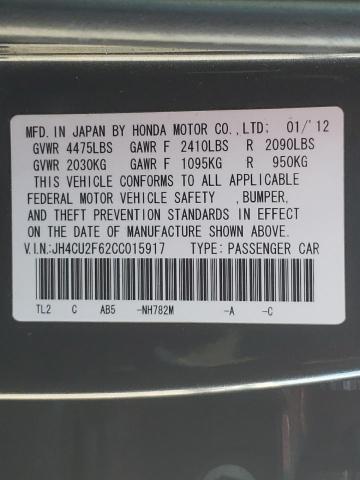 MFD. IN JAPAN BY HONDA MOTOR CO.,LTD; 01/'12
GVWR 4475LBS GAWR F 2410LBS R 2090LBS
GVWR 2030KG GAWR F 1095KG R 950KG
THIS VEHICLE CONFORMS TO ALL APPLICABLE
FEDERAL MOTOR VEHICLE SAFETY ,BUMPER,
AND THEFT PREVENTION STANDARDS IN EFFECT
ON THE DATE OF MANUFACTURE SHOWN ABOVE.
V.I.N:JH4CU2F62CC015917 TYPE: PASSENGER CAR
TL2 C AB5 -NH782M -A -C